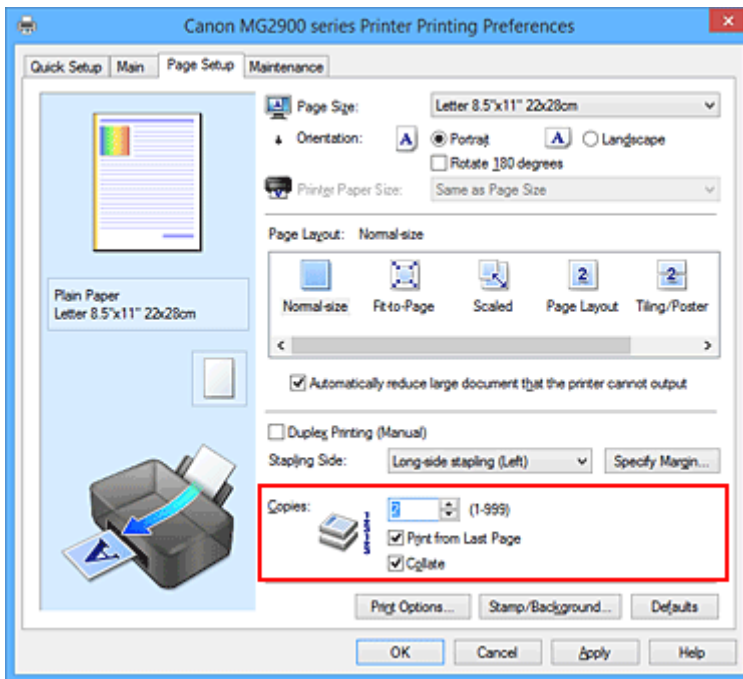 Canon MG2900 series Printer Printing Preferences
Quick Setup Main Page Setup Maintenance
Page Size: Letter 8.5"x11" 22x28cm
Orientation: A Portrait A Landscape
Rotate 180 degrees
Printer Paper Size: Same as Page Size
Page Layout: Normal-size
Plain Paper
Letter 8.5"x11" 22x28cm
2 2
Normal-size Fit-to-Page Scaled Page Layout Tiling/Poster
Automatically reduce large document that the printer cannot output
Duplex Printing (Manual)
Stapling Side: Long-side stapling (Left) Specify Margin...
Copies: 2 (1-999)
Print from Last Page
Collate
A
Print Options... Stamp/Background... Defaults
OK Cancel Apply Help